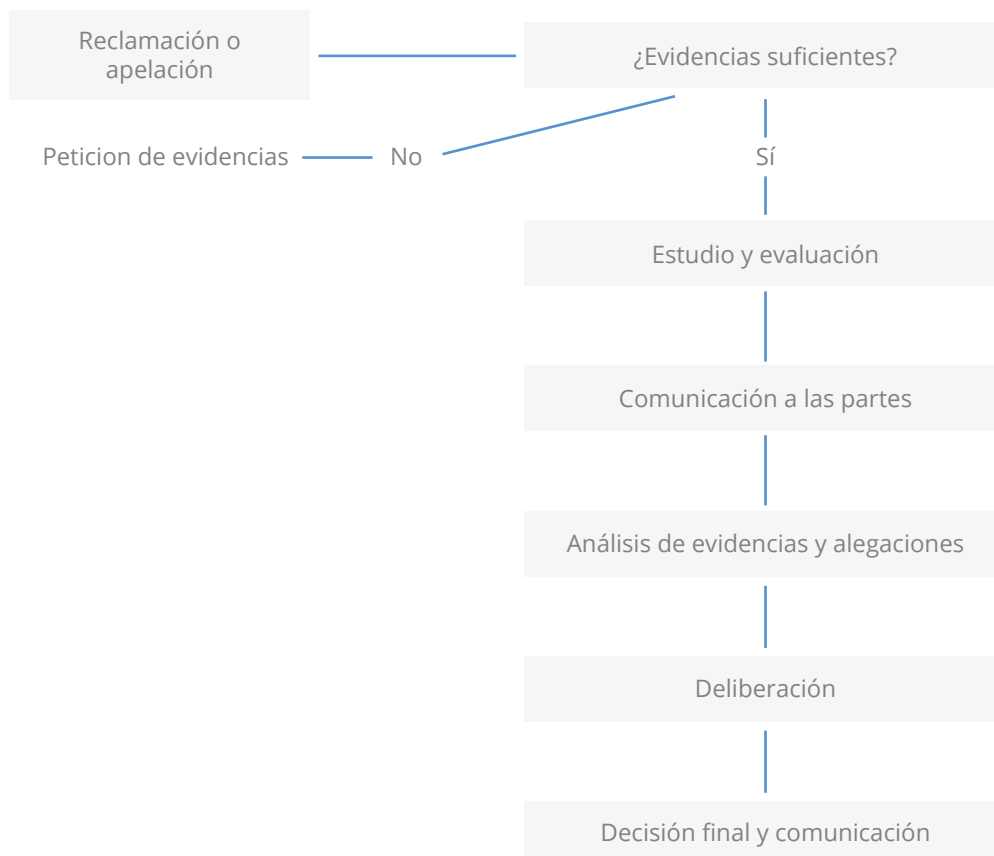 Reclamación o
apelación
¿Evidencias suficientes?
Peticion de evidencias
No
Sí
Estudio y evaluación
Comunicación a las partes
Análisis de evidencias y alegaciones
Deliberación
Decisión final y comunicación